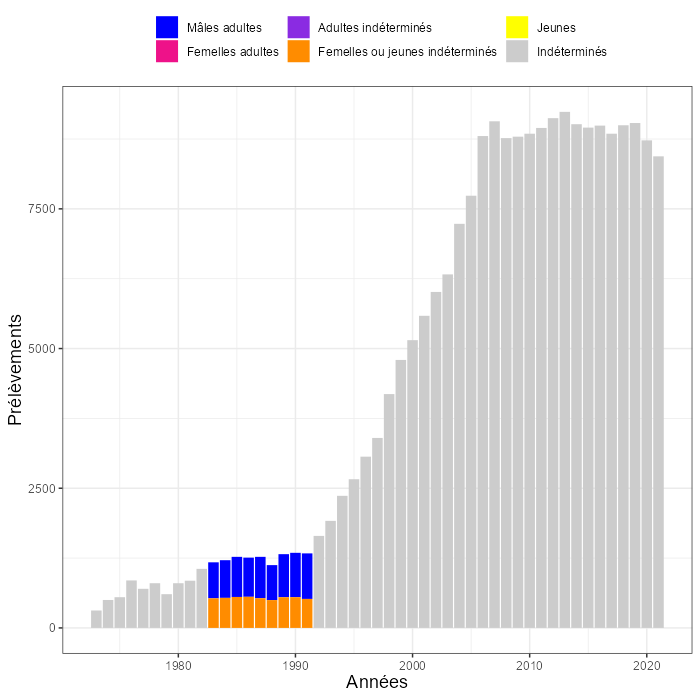 Mâles adultes Adultes indéterminés Jeunes
Femelles adultes Femelles ou jeunes indéterminés Indéterminés
7500
5000
2500
0
Prélèvements
1980 1990 2000 2010 2020
Années